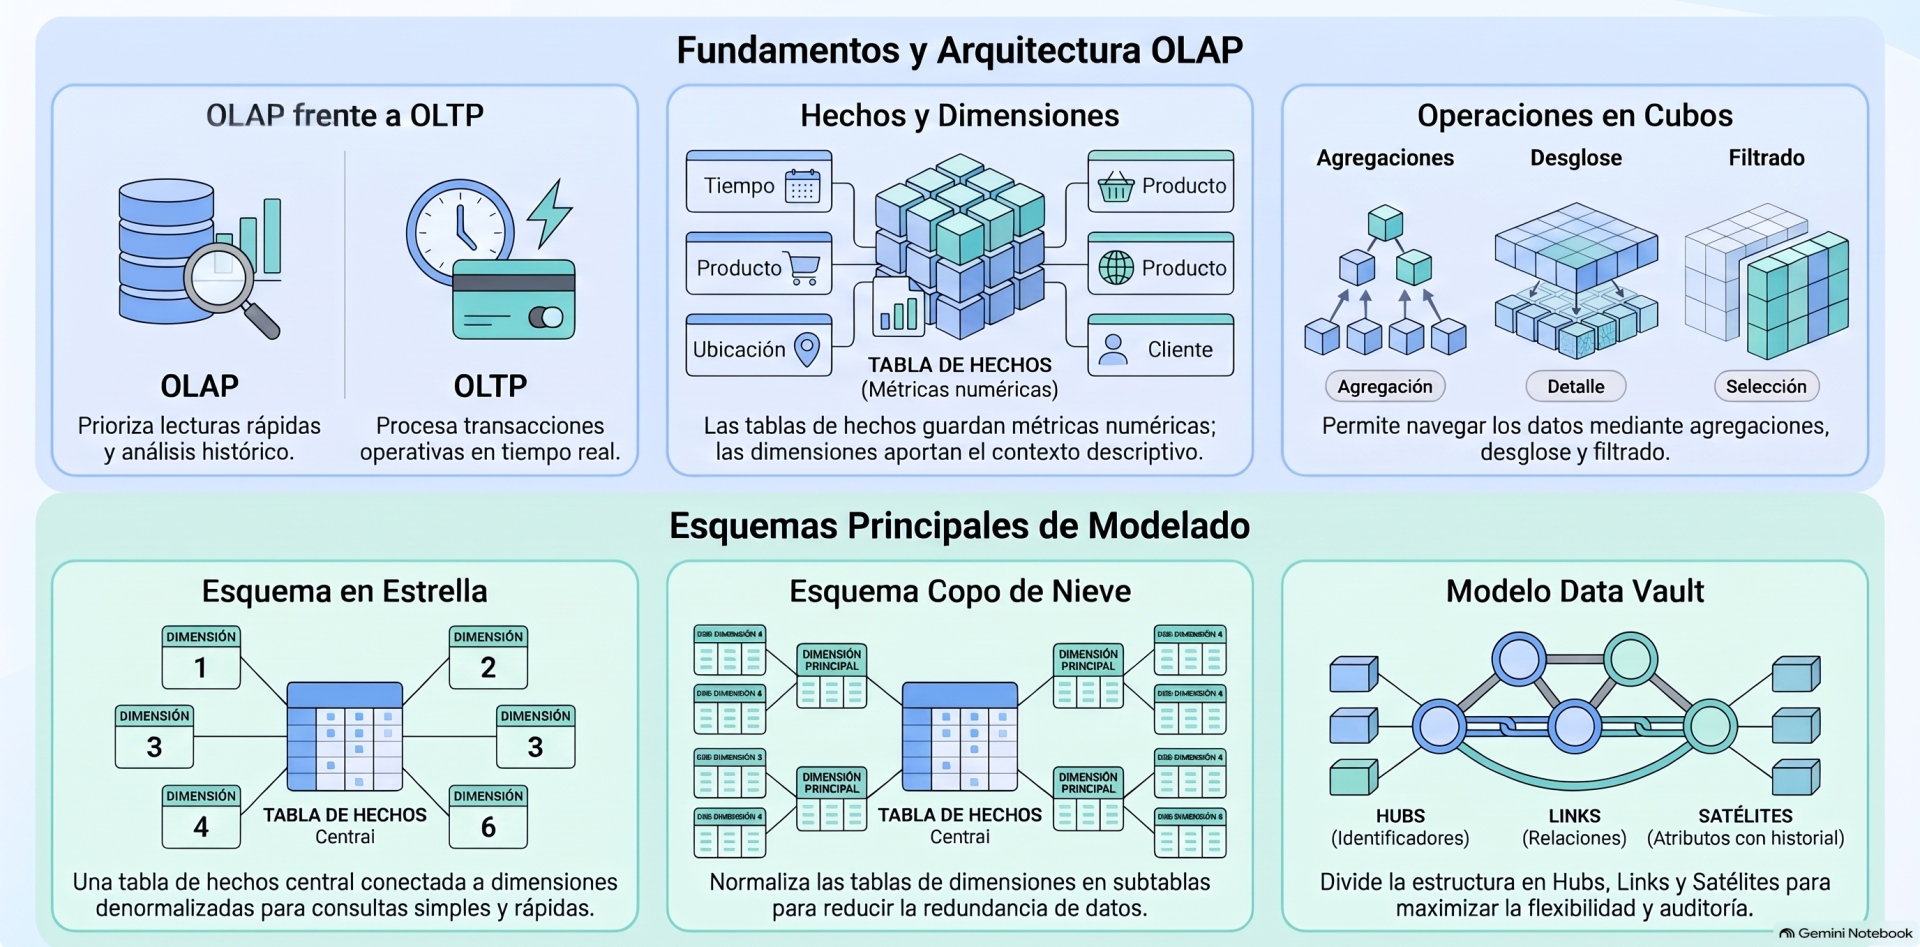 Fundamentos y Arquitectura OLAP
OLAP frente a OLTP
OLAP
Prioriza lecturas rápidas
y análisis histórico.
OLTP
Procesa transacciones
operativas en tiempo real.
Hechos y Dimensiones
Tiempo
Producto
Ubicación
Producto
Producto
Cliente
TABLA DE HECHOS
(Métricas numéricas)
Las tablas de hechos guardan métricas numéricas;
las dimensiones aportan el contexto descriptivo.
Operaciones en Cubos
Agregaciones
Desglose
Filtrado
Agregación
Detalle
Selección
Permite navegar los datos mediante agregaciones,
desglose y filtrado.
Esquemas Principales de Modelado
Esquema en Estrella
DIMENSIÓN
1
DIMENSIÓN
2
DIMENSIÓN
3
DIMENSIÓN
3
DIMENSIÓN
4
DIMENSIÓN
6
TABLA DE HECHOS
Centrai
Una tabla de hechos central conectada a dimensiones
denormalizadas para consultas simples y rápidas.
Esquema Copo de Nieve
DIMENSIÓN
PRINCIPAL
DIMENSIÓN
PRINCIPAL
DIMENSIÓN
PRINCIPAL
DIMENSIÓN
PRINCIPAL
TABLA DE HECHOS
Centrai
Normaliza las tablas de dimensiones en subtablas
para reducir la redundancia de datos.
Modelo Data Vault
HUBS
(Identificadores)
LINKS
(Relaciones)
SATÉLITES
(Atributos con historial)
Divide la estructura en Hubs, Links y Satélites para
maximizar la flexibilidad y auditoría.
Gemini Notebook